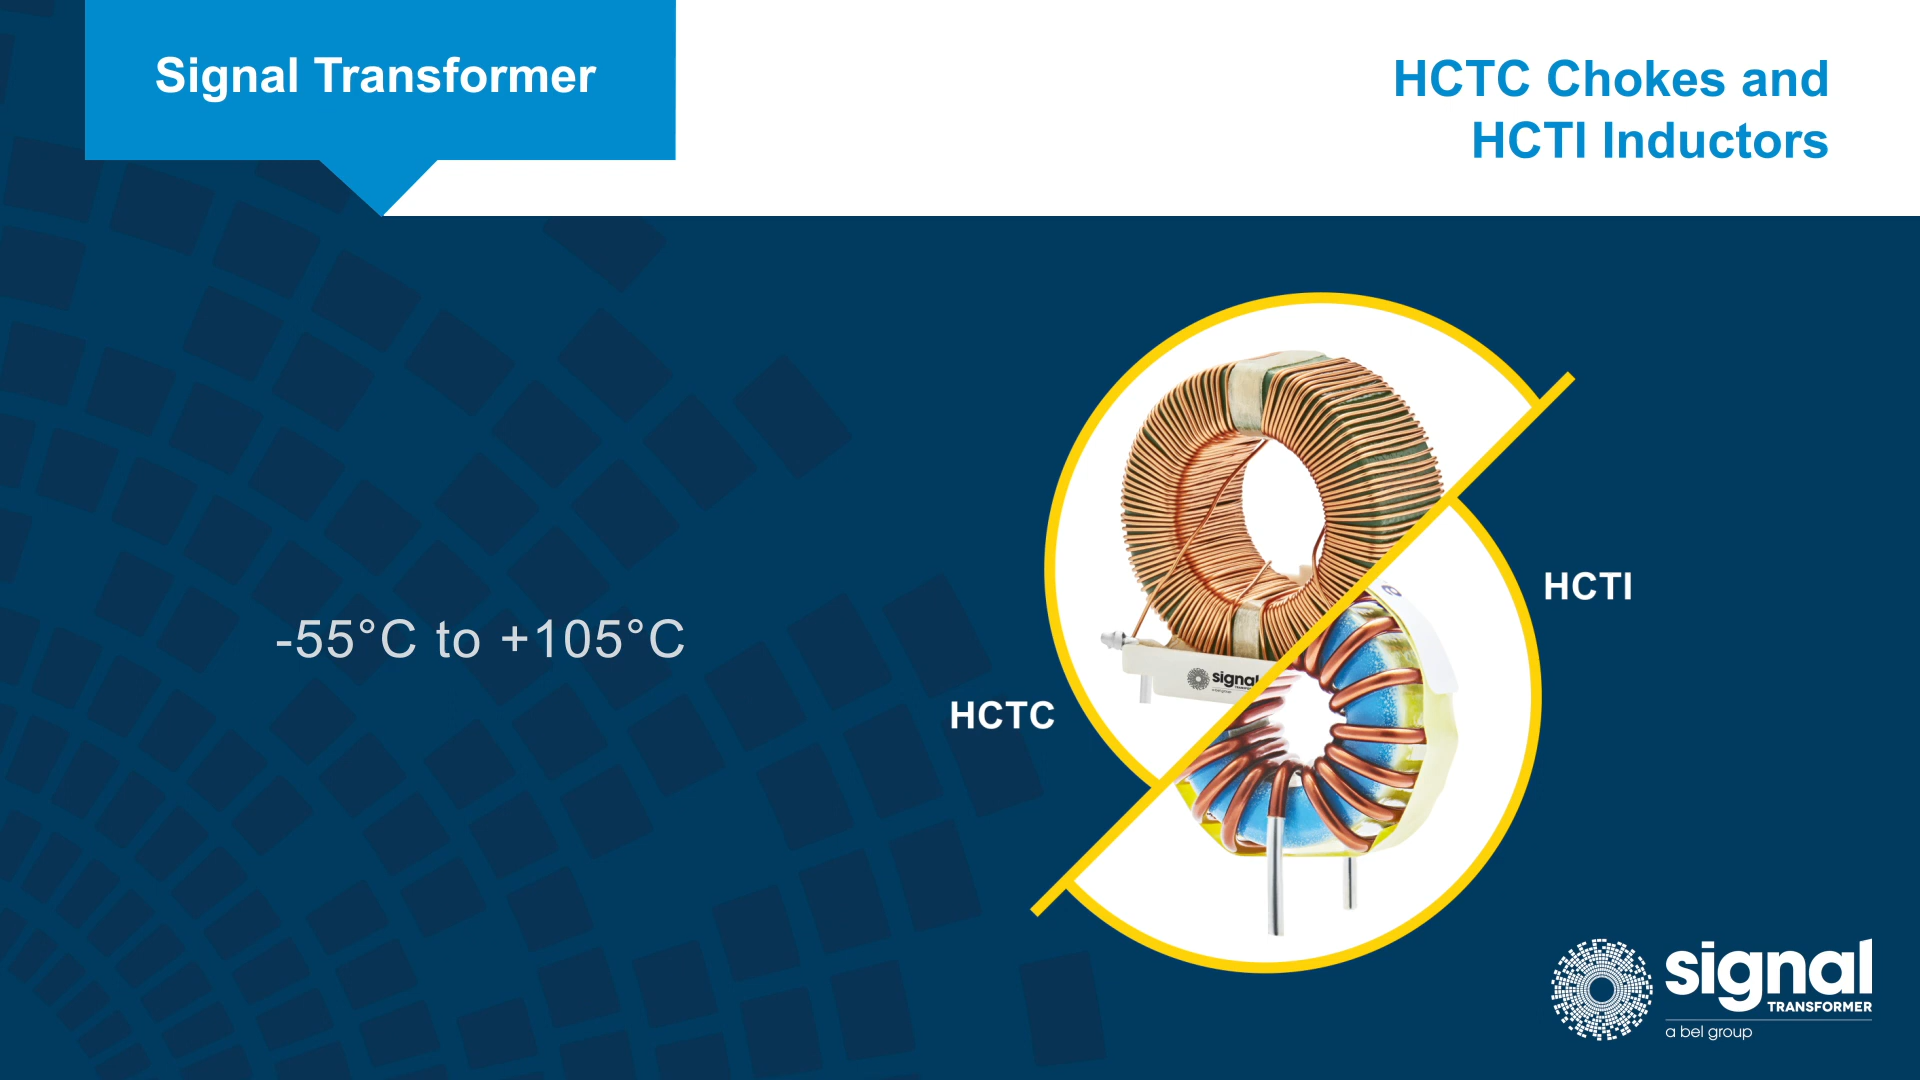 Signal Transformer
HCTC Chokes and
HCTI Inductors
-55°C to +105°C
HCTI
HCTC
signal
signal
TRANSFORMER
a bel group